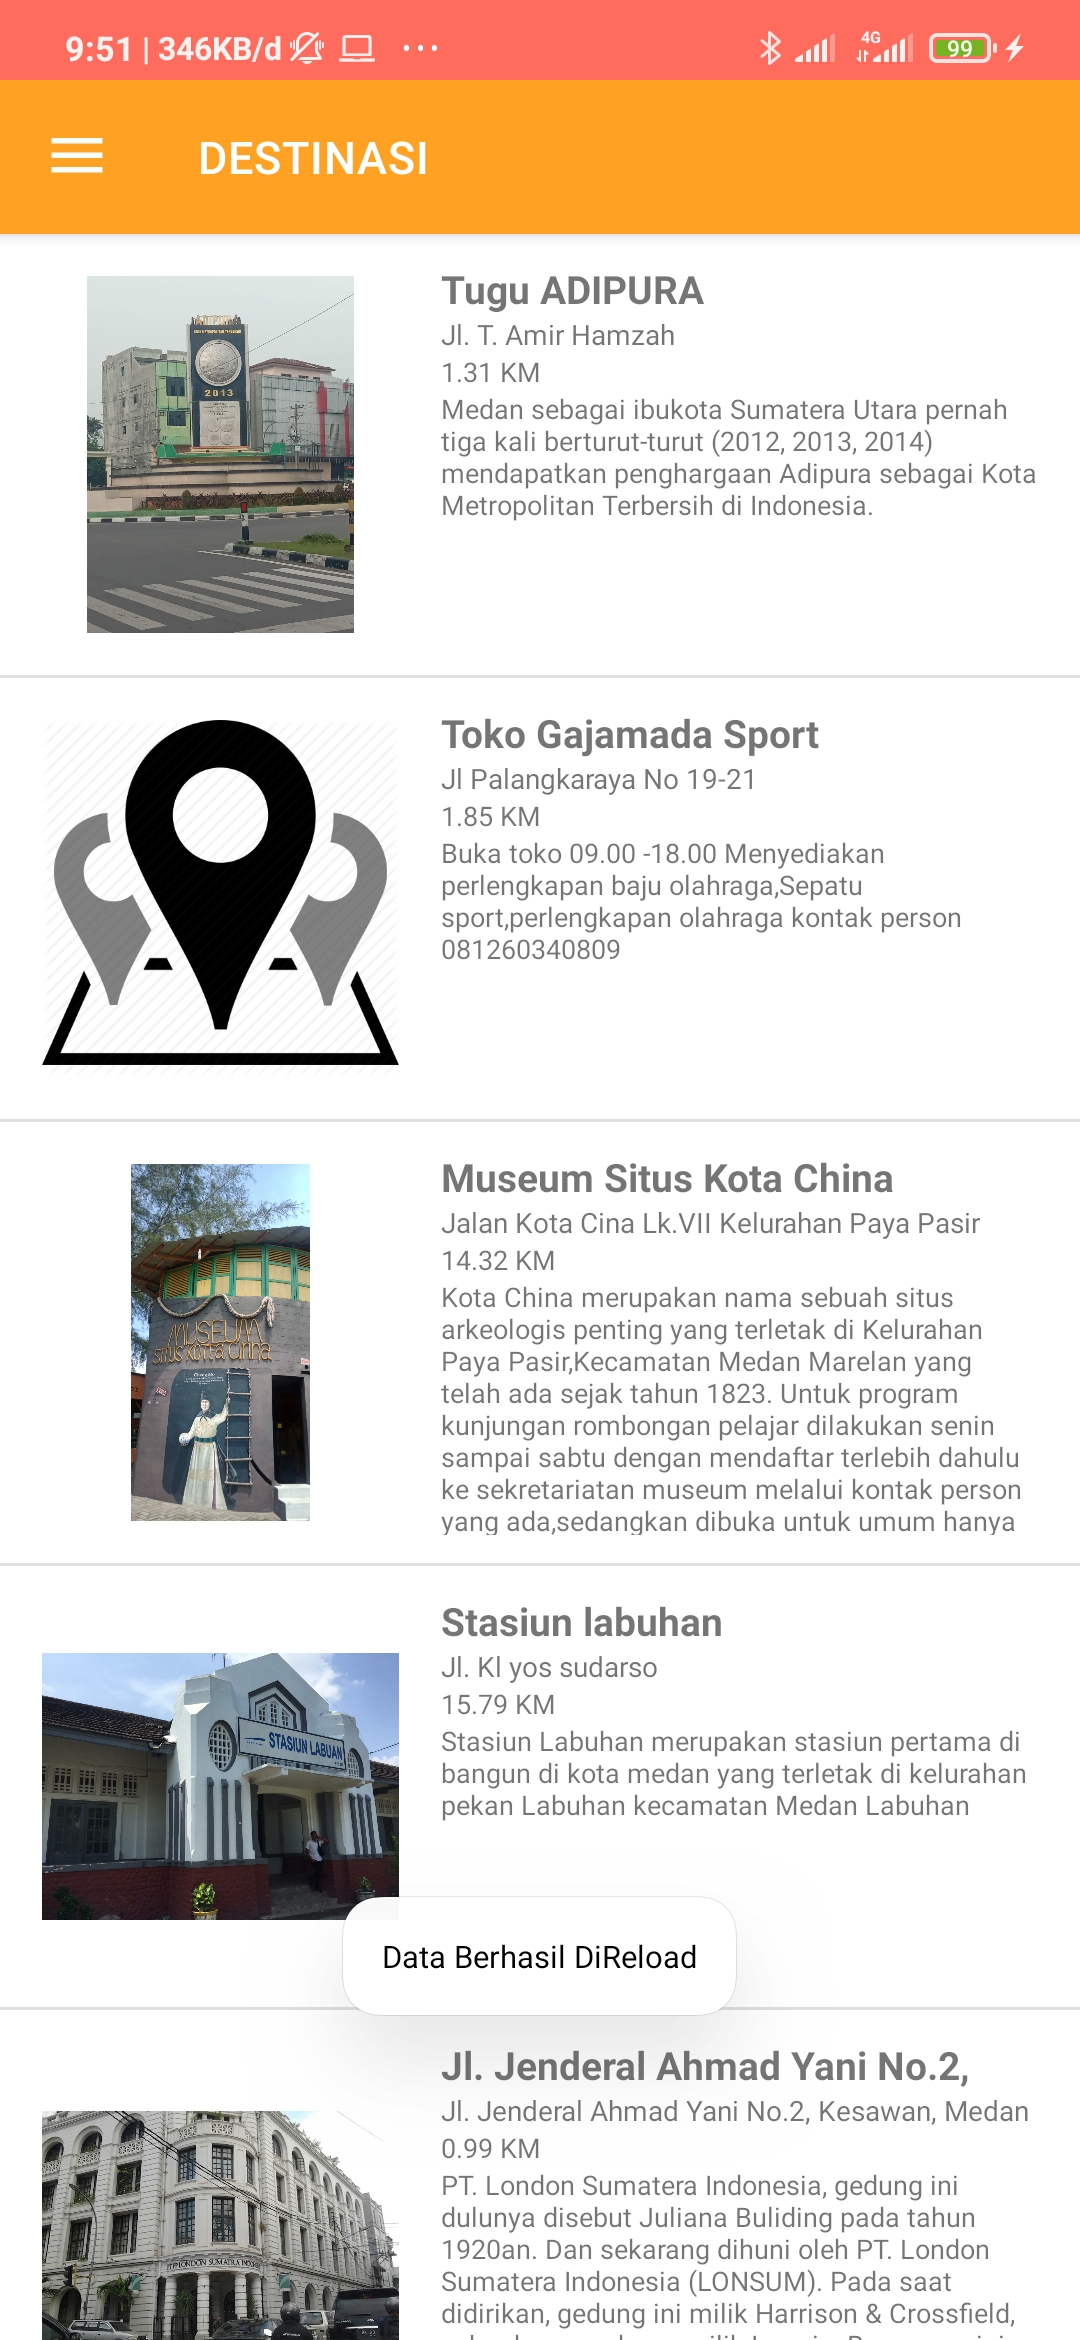 9:51 | 346KB/d
4G
99
DESTINASI
Tugu ADIPURA
Jl. T. Amir Hamzah
1.31 KM
Medan sebagai ibukota Sumatera Utara pernah
tiga kali berturut-turut (2012, 2013, 2014)
mendapatkan penghargaan Adipura sebagai Kota
Metropolitan Terbersih di Indonesia.
2013
Toko Gajamada Sport
Jl Palangkaraya No 19-21
1.85 KM
Buka toko 09.00 -18.00 Menyediakan
perlengkapan baju olahraga,Sepatu
sport,perlengkapan olahraga kontak person
081260340809
Museum Situs Kota China
Jalan Kota Cina Lk.VII Kelurahan Paya Pasir
14.32 KM
Kota China merupakan nama sebuah situs
arkeologis penting yang terletak di Kelurahan
Paya Pasir,Kecamatan Medan Marelan yang
telah ada sejak tahun 1823. Untuk program
kunjungan rombongan pelajar dilakukan senin
sampai sabtu dengan mendaftar terlebih dahulu
ke sekretariatan museum melalui kontak person
yang ada,sedangkan dibuka untuk umum hanya
MUSEUM
SITUS KOTTA CINNA
Stasiun labuhan
Jl. Kl yos sudarso
15.79 KM
Stasiun Labuhan merupakan stasiun pertama di
bangun di kota medan yang terletak di kelurahan
pekan Labuhan kecamatan Medan Labuhan
STASIUN LABUAN
Data Berhasil DiReload
Jl. Jenderal Ahmad Yani No.2,
Jl. Jenderal Ahmad Yani No.2, Kesawan, Medan
0.99 KM
PT. London Sumatera Indonesia, gedung ini
dulunya disebut Juliana Buliding pada tahun
1920an. Dan sekarang dihuni oleh PT. London
Sumatera Indonesia (LONSUM). Pada saat
didirikan, gedung ini milik Harrison & Crossfield,